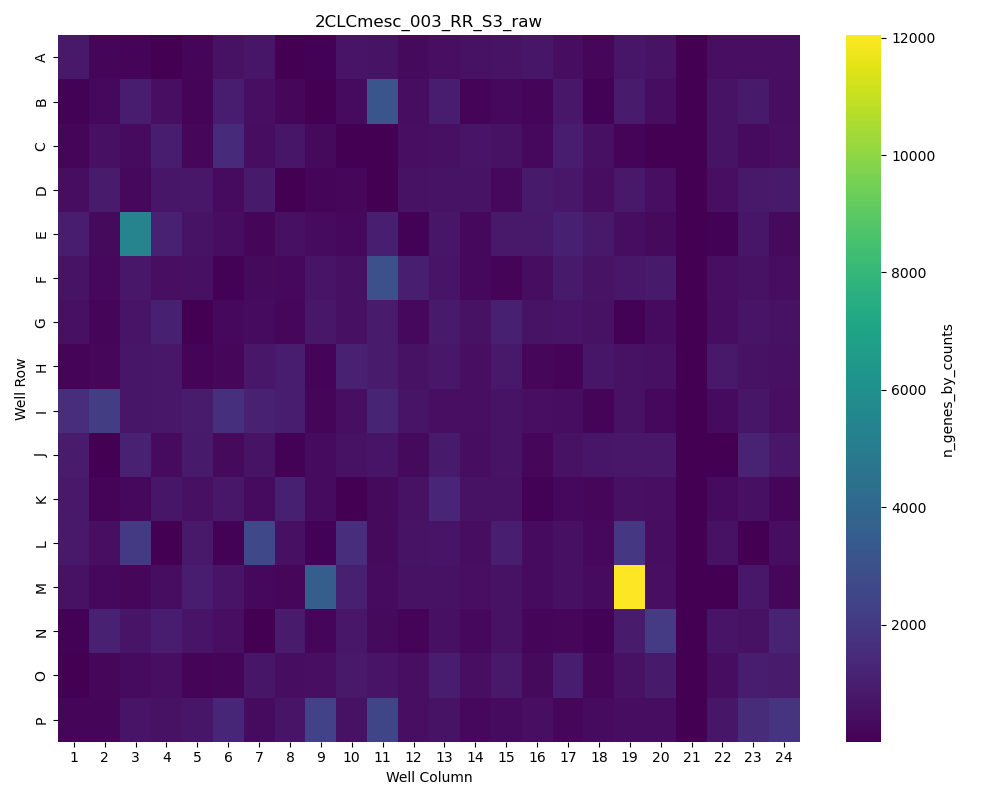 2CLCmesc_003_RR_S3_raw
Well Row
A
B
C
D
E
F
G
H
I
J
K
L
M
N
O
P
1 2 3 4 5 6 7 8 9 10 11 12 13 14 15 16 17 18 19 20 21 22 23 24
Well Column
12000
10000
8000
6000
4000
2000
n_genes_by_counts